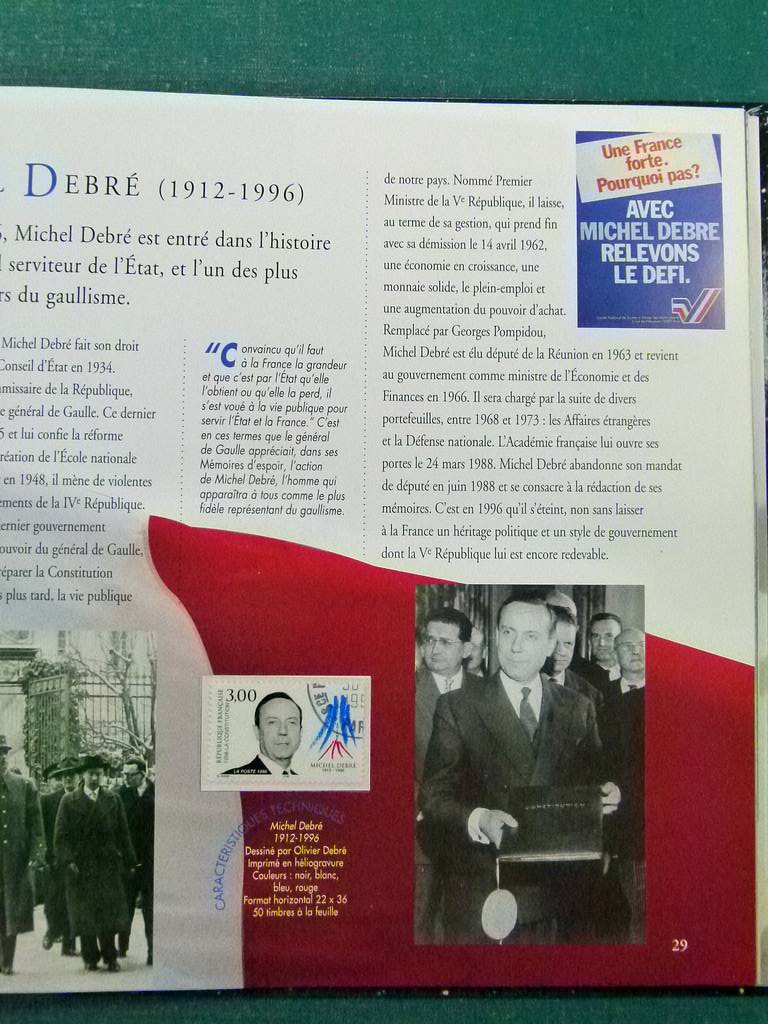 DEBRÉ (1912-1996)
, Michel Debré est entré dans l'histoire
serviteur de l'État, et l'un des plus
du gaullisme.
Michel Debré fait son droit
Conseil d'État en 1934.
missaire de la République,
e général de Gaulle. Ce dernier
5 et lui confie la réforme
réation de l'École nationale
en 1948, il mène de violentes
ements de la IVe République.
ernier gouvernement
ouvoir du général de Gaulle,
réparer la Constitution
plus tard, la vie publique
"Convaincu qu'il faut
à la France la grandeur
et que c'est par l'État qu'elle
l'obtient ou qu'elle la perd, il
s'est voué à la vie publique pour
servir l'État et la France." C'est
en ces termes que le général
de Gaulle appréciait, dans ses
Mémoires d'espoir, l'action
de Michel Debré, l'homme qui
apparaîtra à tous comme le plus
fidèle représentant du gaullisme.
de notre pays. Nommé Premier
Ministre de la Ve République, il laisse,
au terme de sa gestion, qui prend fin
avec sa démission le 14 avril 1962,
une économie en croissance, une
monnaie solide, le plein-emploi et
une augmentation du pouvoir d'achat.
Remplacé par Georges Pompidou,
Michel Debré est élu député de la Réunion en 1963 et revient
au gouvernement comme ministre de l'Économie et des
Finances en 1966. Il sera chargé par la suite de divers
portefeuilles, entre 1968 et 1973 : les Affaires étrangères
et la Défense nationale. L'Académie française lui ouvre ses
portes le 24 mars 1988. Michel Debré abandonne son mandat
de député en juin 1988 et se consacre à la rédaction de ses
mémoires. C'est en 1996 qu'il s'éteint, non sans laisser
à la France un héritage politique et un style de gouvernement
dont la Ve République lui est encore redevable.
Une France
forte.
Pourquoi pas?
AVEC
MICHEL DEBRE
RELEVONS
LE DEFI.
3,00
RÉPUBLIQUE FRANÇAISE
1958-LA CONSTITUTION
LA POSTE 1998
MICHEL DEBRÉ
1912-1996
CARACTERISTIQUES TECHNIQUES
Michel Debré
1912-1996
Dessiné par Olivier Debré
Imprimé en héliogravure
Couleurs : noir, blanc,
bleu, rouge
Format horizontal 22 x 36
50 timbres à la feuille
CONSTITUTION
29